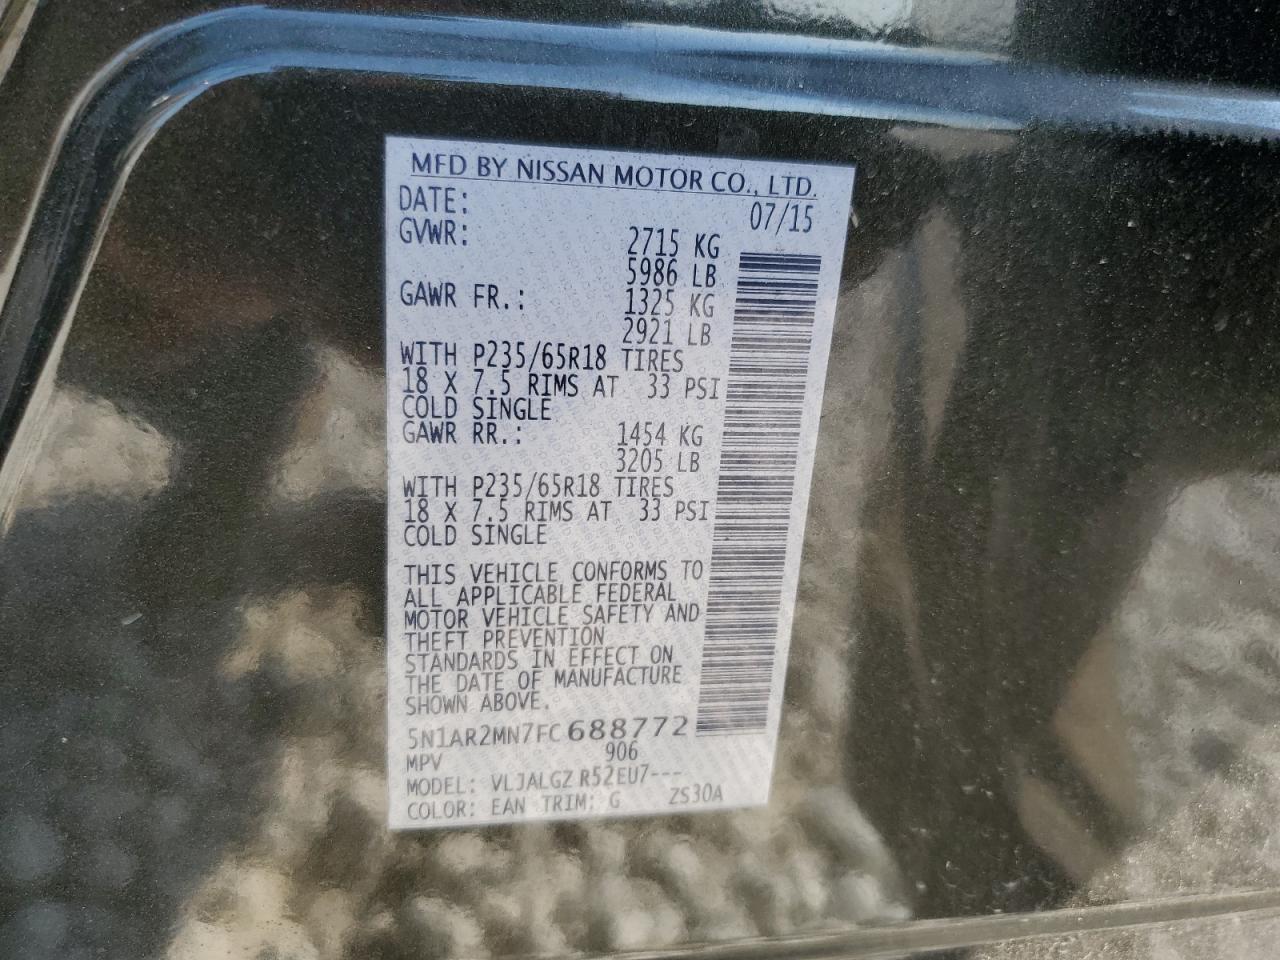 MFD BY NISSAN MOTOR CO., LTD.
DATE: 07/15
GVWR: 2715 KG
5986 LB
GAWR FR.: 1325 KG
2921 LB
WITH P235/65R18 TIRES
18 X 7.5 RIMS AT 33 PSI
COLD SINGLE
GAWR RR.: 1454 KG
3205 LB
WITH P235/65R18 TIRES
18 X 7.5 RIMS AT 33 PSI
COLD SINGLE
THIS VEHICLE CONFORMS TO
ALL APPLICABLE FEDERAL
MOTOR VEHICLE SAFETY AND
THEFT PREVENTION
STANDARDS IN EFFECT ON
THE DATE OF MANUFACTURE
SHOWN ABOVE.
5N1AR2MN7FC688772
MPV 906
MODEL: VLJALGZ R52EU7---
COLOR: EAN TRIM: G ZS30A